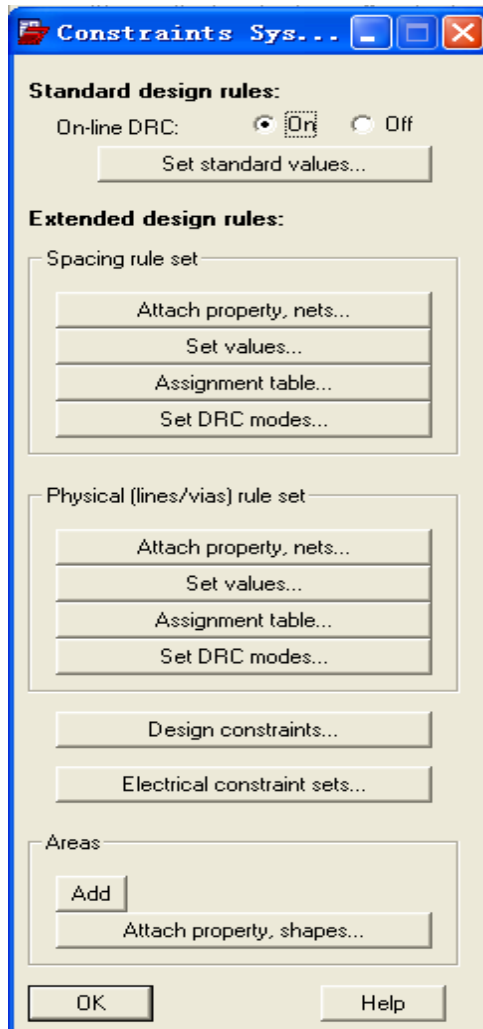 Constraints Sys...
Standard design rules:
On-line DRC: On Off
Set standard values...
Extended design rules:
Spacing rule set
Attach property, nets...
Set values...
Assignment table...
Set DRC modes...
Physical (lines/vias) rule set
Attach property, nets...
Set values...
Assignment table...
Set DRC modes...
Design constraints...
Electrical constraint sets...
Areas
Add
Attach property, shapes...
OK Help